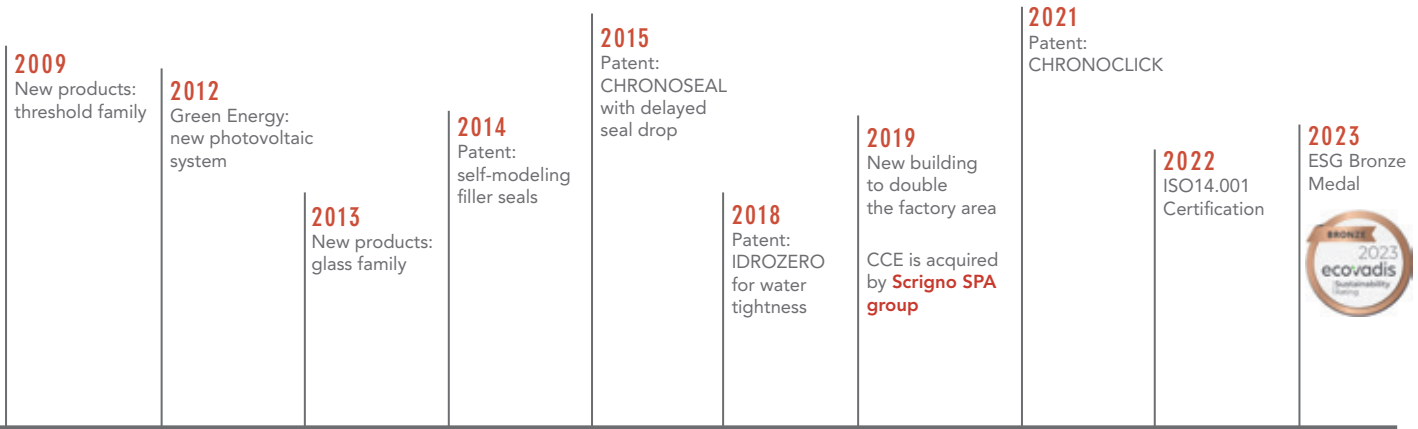 2009
New products:
threshold family
2012
Green Energy:
new photovoltaic
system
2013
New products:
glass family
2014
Patent:
self-modeling
filler seals
2015
Patent:
CHRONOSEAL
with delayed
seal drop
2018
Patent:
IDROZERO
for water
tightness
2019
New building
to double
the factory area
CCE is acquired
by Scrigno SPA
group
2021
Patent:
CHRONOCLICK
2022
ISO14.001
Certification
2023
ESG Bronze
Medal
BRONZE
2023
ecovadis
Sustainability
Rating